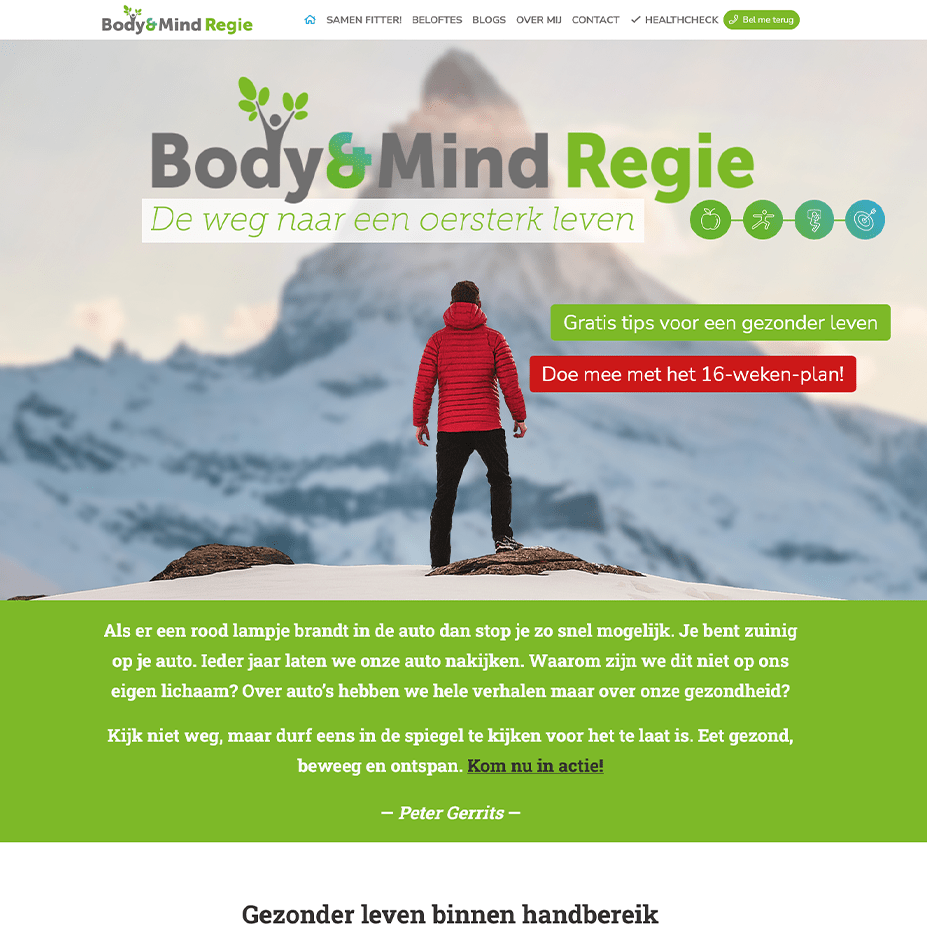 Body&Mind Regie
SAMEN FITTER! BELOFTES BLOGS OVER MIJ CONTACT HEALTHCHECK Bel me terug
Body&Mind Regie
De weg naar een oersterk leven
Gratis tips voor een gezonder leven
Doe mee met het 16-weken-plan!
Als er een rood lampje brandt in de auto dan stop je zo snel mogelijk. Je bent zuinig
op je auto. Ieder jaar laten we onze auto nakijken. Waarom zijn we dit niet op ons
eigen lichaam? Over auto's hebben we hele verhalen maar over onze gezondheid?
Kijk niet weg, maar durf eens in de spiegel te kijken voor het te laat is. Eet gezond,
beweeg en ontspan. Kom nu in actie!
— Peter Gerrits —
Gezonder leven binnen handbereik